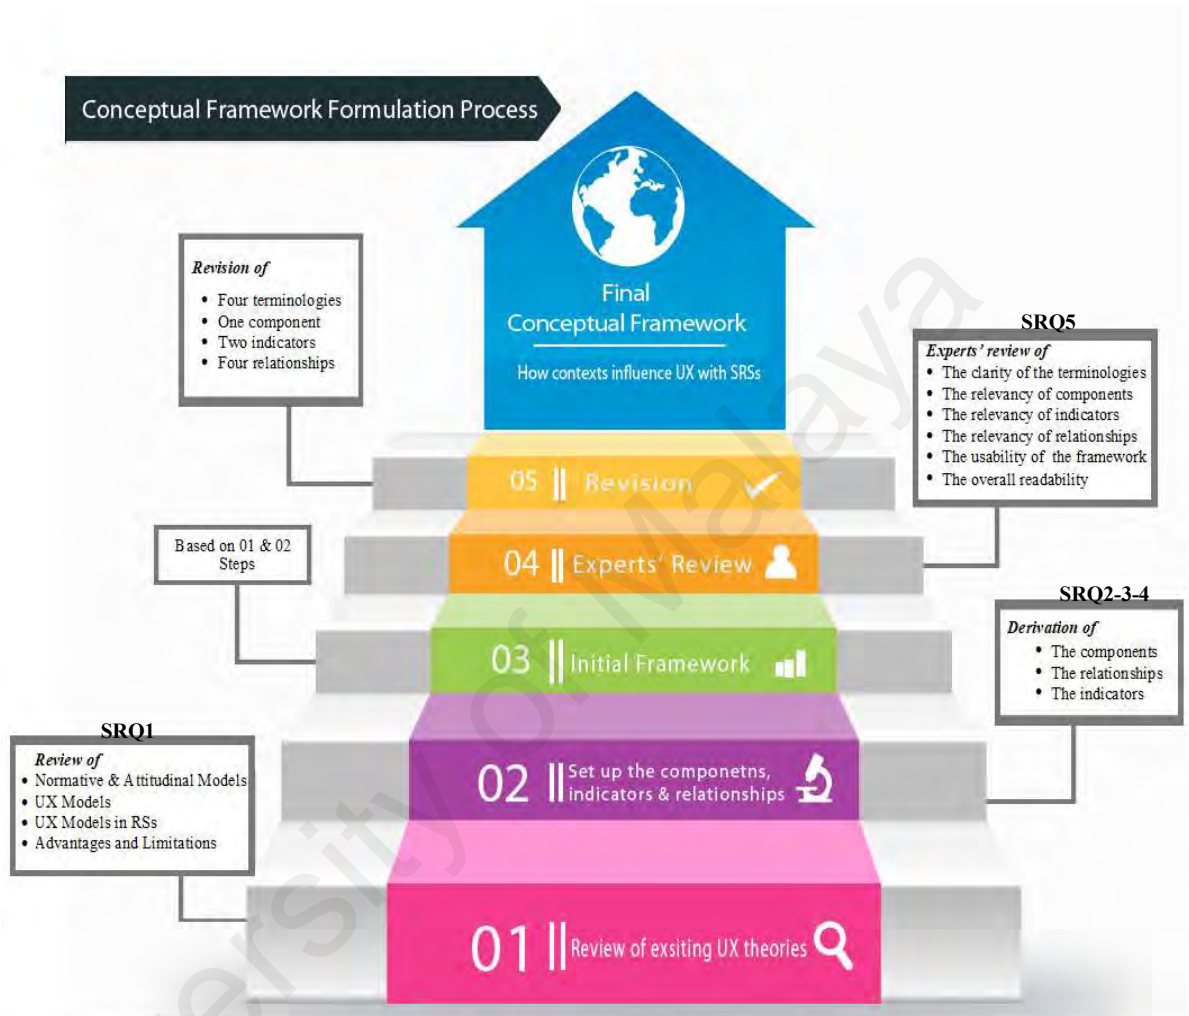 Conceptual Framework Formulation Process
Final
Conceptual Framework
How contexts influence UX with SRSs
Revision of
• Four terminologies
• One component
• Two indicators
• Four relationships
05 || Revision
SRQ5
Experts' review of
• The clarity of the terminologies
• The relevancy of components
• The relevancy of indicators
• The relevancy of relationships
• The usability of the framework
• The overall readability
04 || Experts' Review
Based on 01 & 02
Steps
03 || Initial Framework
SRQ2-3-4
Derivation of
• The components
• The relationships
• The indicators
02 || Set up the componetns,
indicators & relationships
SRQ1
Review of
• Normative & Attitudinal Models
• UX Models
• UX Models in RSs
• Advantages and Limitations
01 || Review of exsiting UX theories
ersity of Malaya